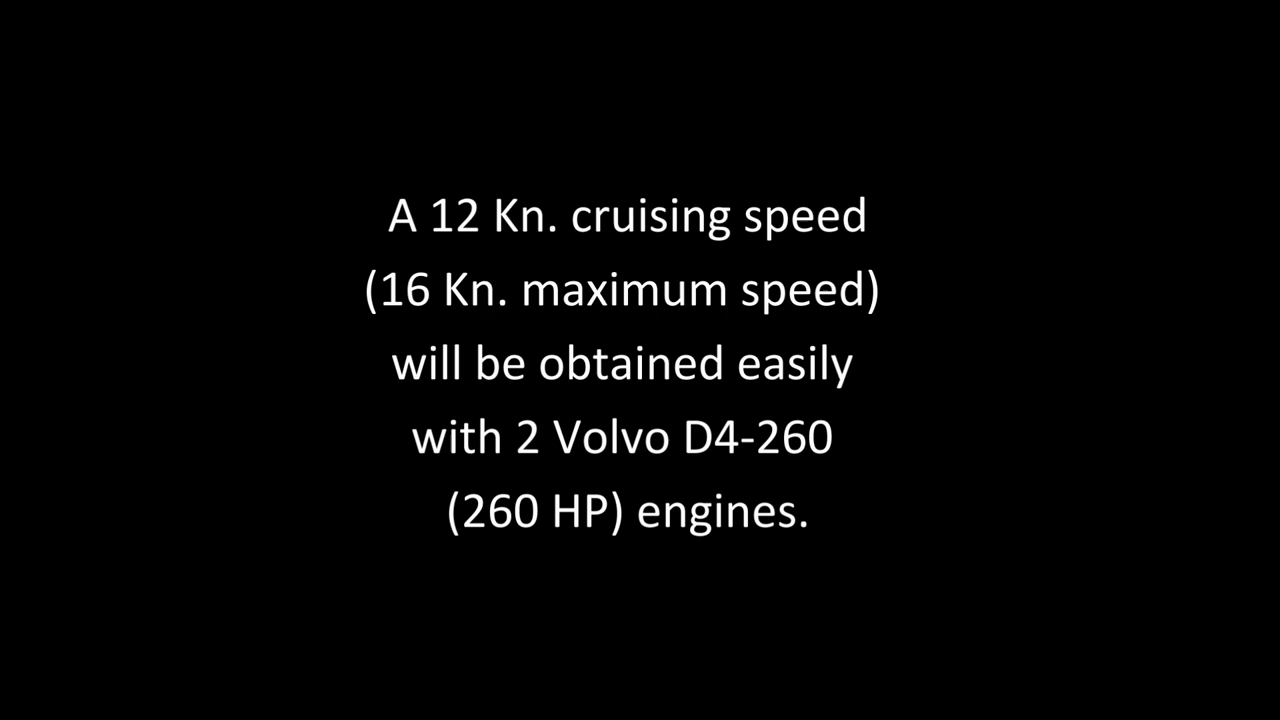 A 12 Kn. cruising speed
(16 Kn. maximum speed)
will be obtained easily
with 2 Volvo D4-260
(260 HP) engines.